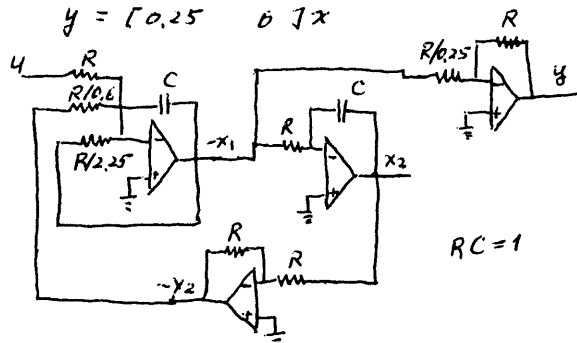 y = [0.25 0]x
R
u
R
R/0.25
y
R/0.6
C
C
R
R/2.25
-x1
x2
R
R
RC=1
-x2